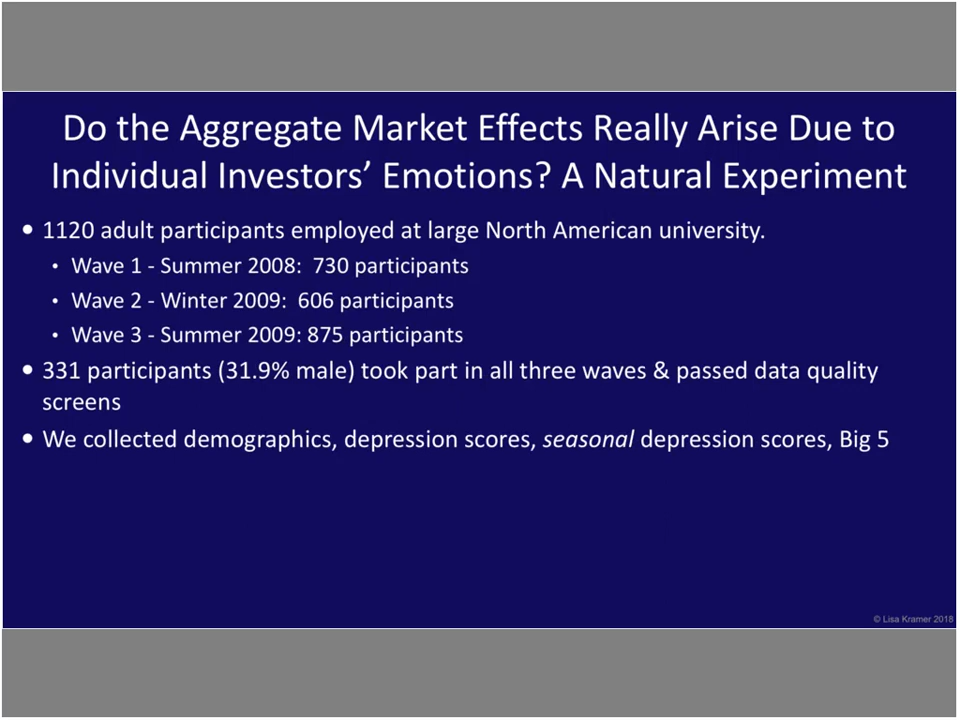 Do the Aggregate Market Effects Really Arise Due to
Individual Investors’ Emotions? A Natural Experiment
• 1120 adult participants employed at large North American university.
• Wave 1 - Summer 2008:  730 participants
• Wave 2 - Winter 2009:  606 participants
• Wave 3 - Summer 2009: 875 participants
• 331 participants (31.9% male) took part in all three waves & passed data quality
screens
• We collected demographics, depression scores, seasonal depression scores, Big 5
© Lisa Kramer 2018